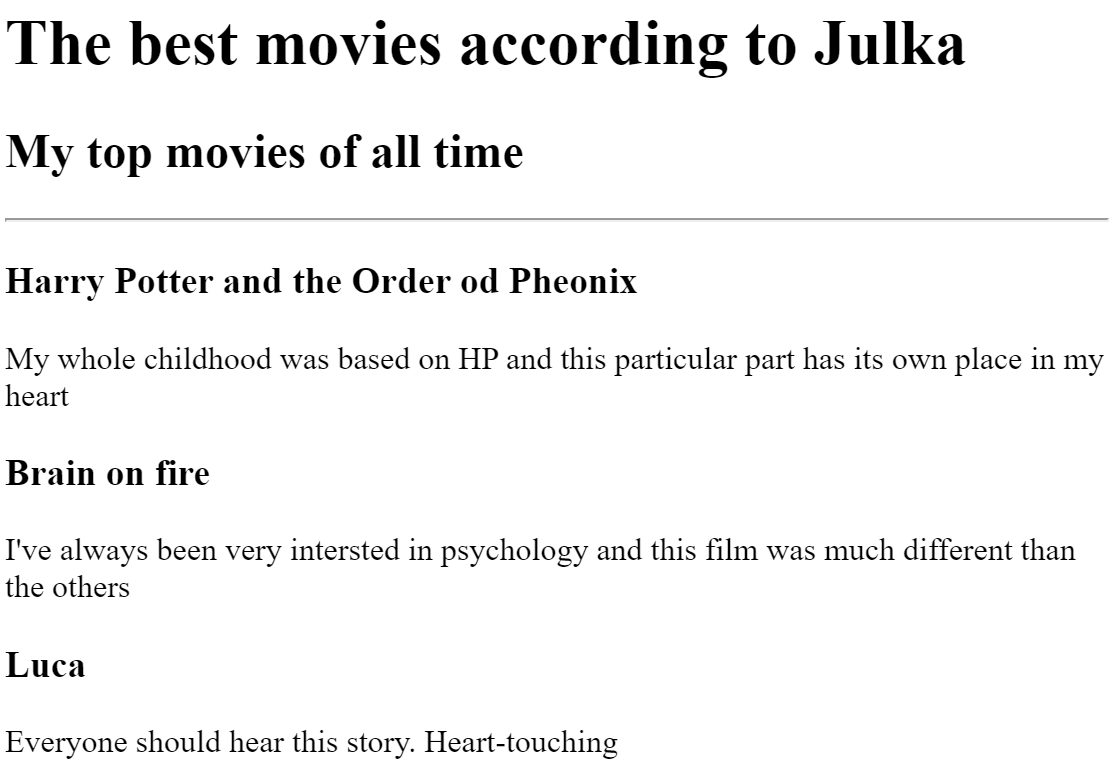 The best movies according to Julka
My top movies of all time
Harry Potter and the Order od Pheonix
My whole childhood was based on HP and this particular part has its own place in my
heart
Brain on fire
I've always been very intersted in psychology and this film was much different than
the others
Luca
Everyone should hear this story. Heart-touching